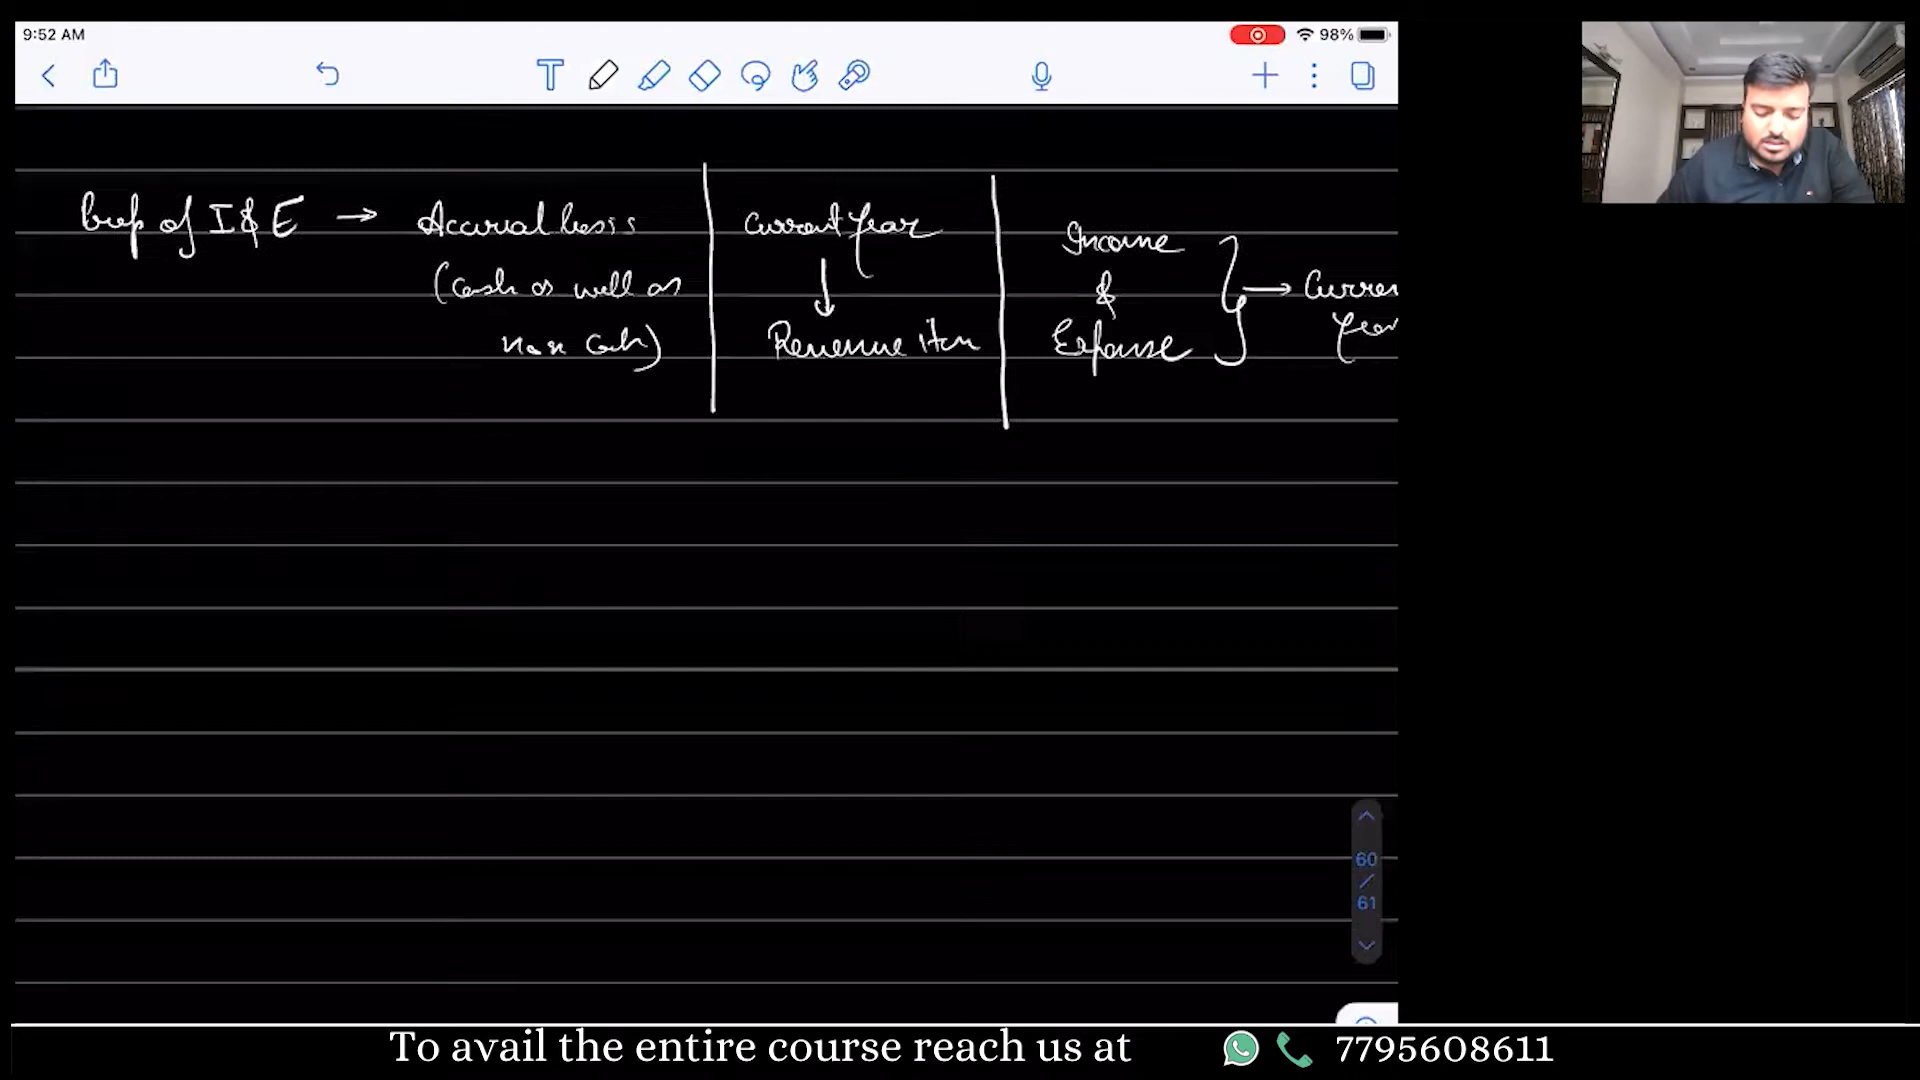 9:52 AM
98%
Prep of I & E → Accural basis
(cash as well as
non cash)
Current year
↓
Revenue item
Income
&
Expense
→ Curren
year
60
/
61
To avail the entire course reach us at 7795608611